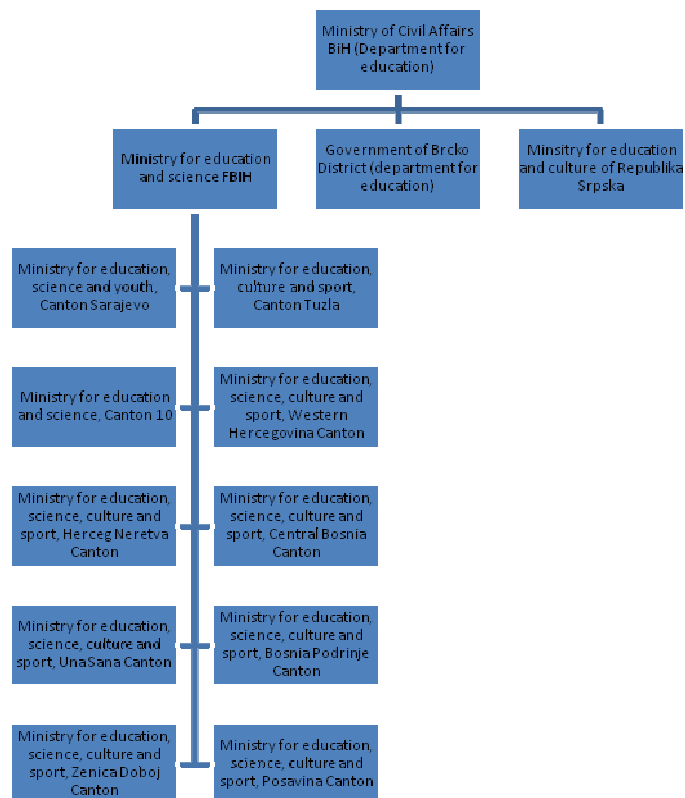 Ministry of Civil Affairs
BiH (Department for
education)
Ministry for education
and science FBIH
Government of Brcko
District (department for
education)
Minsitry for education
and culture of Republika
Srpska
Ministry for education,
science and youth,
Canton Sarajevo
Ministry for education,
culture and sport,
Canton Tuzla
Ministry for education
and science, Canton 10
Ministry for education,
science, culture and
sport, Western
Hercegovina Canton
Ministry for education,
science, culture and
sport, Herceg Neretva
Canton
Ministry for education,
science, culture and
sport, Central Bosnia
Canton
Ministry for education,
science, culture and
sport, Una Sana Canton
Ministry for education,
science, culture and
sport, Bosnia Podrinje
Canton
Ministry for education,
science, culture and
sport, Zenica Doboj
Canton
Ministry for education,
science, culture and
sport, Posavina Canton